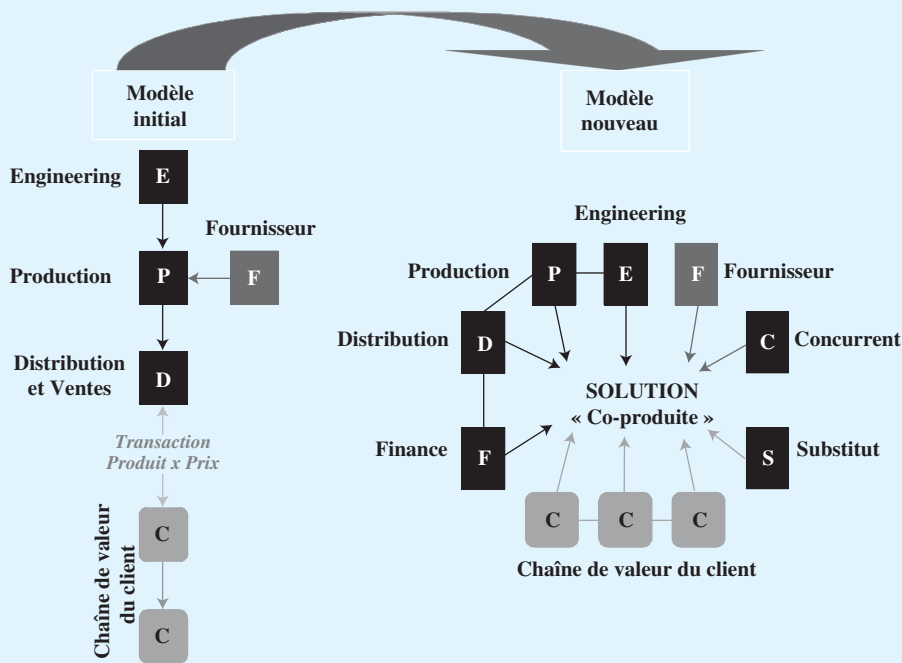 Modèle
initial
Modèle
nouveau
Engineering
E
Fournisseur
Production
P
F
Distribution
et Ventes
D
Transaction
Produit x Prix
Chaîne de valeur
du client
C
C
Engineering
Production
P
E
F
Fournisseur
Distribution
D
C
Concurrent
SOLUTION
« Co-produite »
Finance
F
S
Substitut
C
C
C
Chaîne de valeur du client